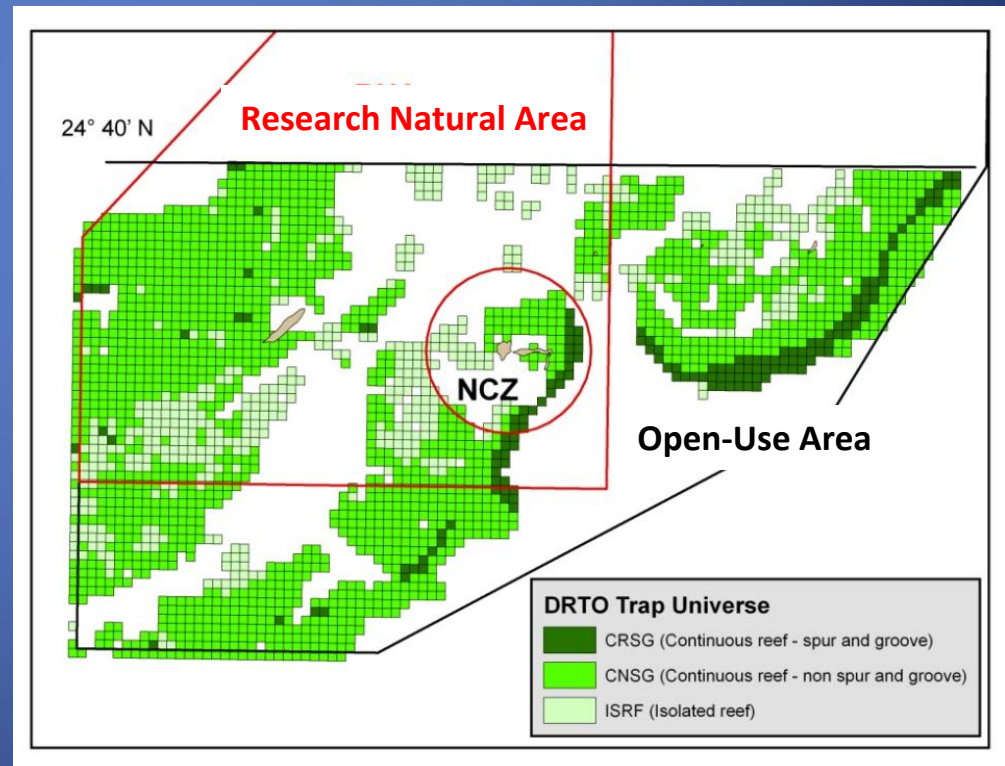 Research Natural Area
24° 40' N
NCZ
Open-Use Area
DRTO Trap Universe
CRSG (Continuous reef - spur and groove)
CNSG (Continuous reef - non spur and groove)
ISRF (Isolated reef)